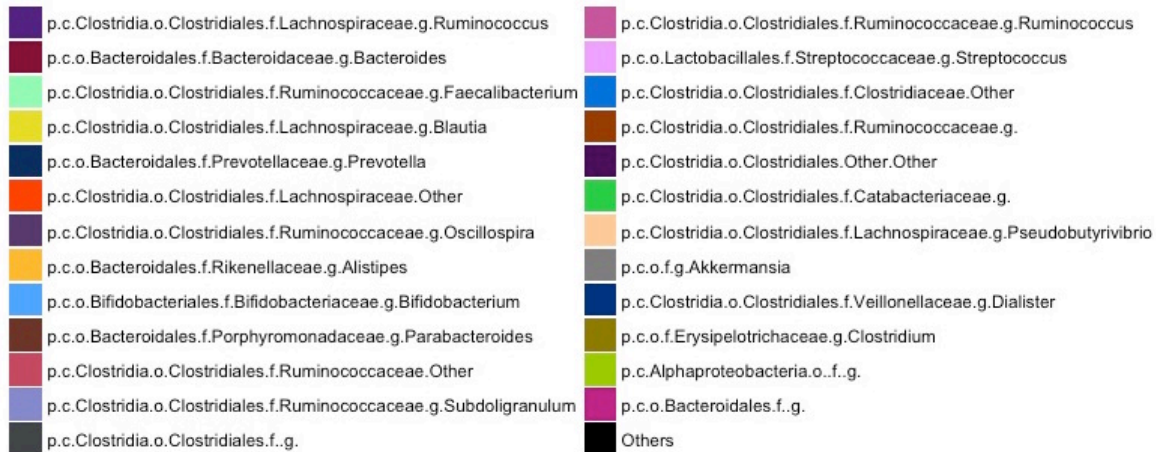 p.c.Clostridia.o.Clostridiales.f.Lachnospiraceae.g.Ruminococcus
p.c.o.Bacteroidales.f.Bacteroidaceae.g.Bacteroides
p.c.Clostridia.o.Clostridiales.f.Ruminococcaceae.g.Faecalibacterium
p.c.Clostridia.o.Clostridiales.f.Lachnospiraceae.g.Blautia
p.c.o.Bacteroidales.f.Prevotellaceae.g.Prevotella
p.c.Clostridia.o.Clostridiales.f.Lachnospiraceae.Other
p.c.Clostridia.o.Clostridiales.f.Ruminococcaceae.g.Oscillospira
p.c.o.Bacteroidales.f.Rikenellaceae.g.Alistipes
p.c.o.Bifidobacteriales.f.Bifidobacteriaceae.g.Bifidobacterium
p.c.o.Bacteroidales.f.Porphyromonadaceae.g.Parabacteroides
p.c.Clostridia.o.Clostridiales.f.Ruminococcaceae.Other
p.c.Clostridia.o.Clostridiales.f.Ruminococcaceae.g.Subdoligranulum
p.c.Clostridia.o.Clostridiales.f..g.
p.c.Clostridia.o.Clostridiales.f.Ruminococcaceae.g.Ruminococcus
p.c.o.Lactobacillales.f.Streptococcaceae.g.Streptococcus
p.c.Clostridia.o.Clostridiales.f.Clostridiaceae.Other
p.c.Clostridia.o.Clostridiales.f.Ruminococcaceae.g.
p.c.Clostridia.o.Clostridiales.Other.Other
p.c.Clostridia.o.Clostridiales.f.Catabacteriaceae.g.
p.c.Clostridia.o.Clostridiales.f.Lachnospiraceae.g.Pseudobutyrivibrio
p.c.o.f.g.Akkermansia
p.c.Clostridia.o.Clostridiales.f.Veillonellaceae.g.Dialister
p.c.o.f.Erysipelotrichaceae.g.Clostridium
p.c.Alphaproteobacteria.o..f..g.
p.c.o.Bacteroidales.f..g.
Others